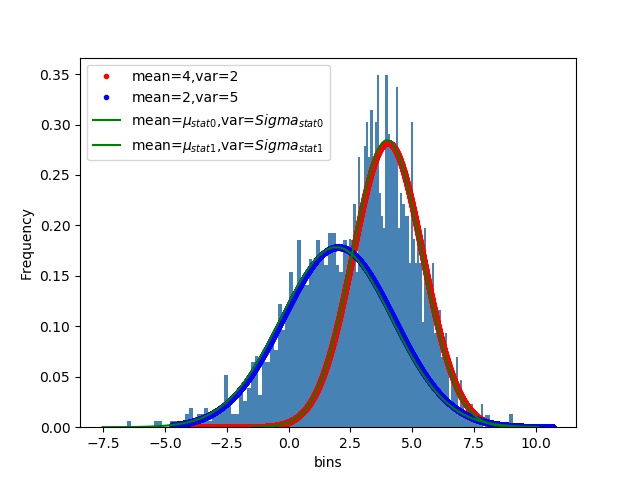 mean=4,var=2
mean=2,var=5
mean=μstat0,var=Sigmastat0
mean=μstat1,var=Sigmastat1
0.35
0.30
0.25
0.20
0.15
0.10
0.05
0.00
Frequency
−7.5 −5.0 −2.5 0.0 2.5 5.0 7.5 10.0
bins